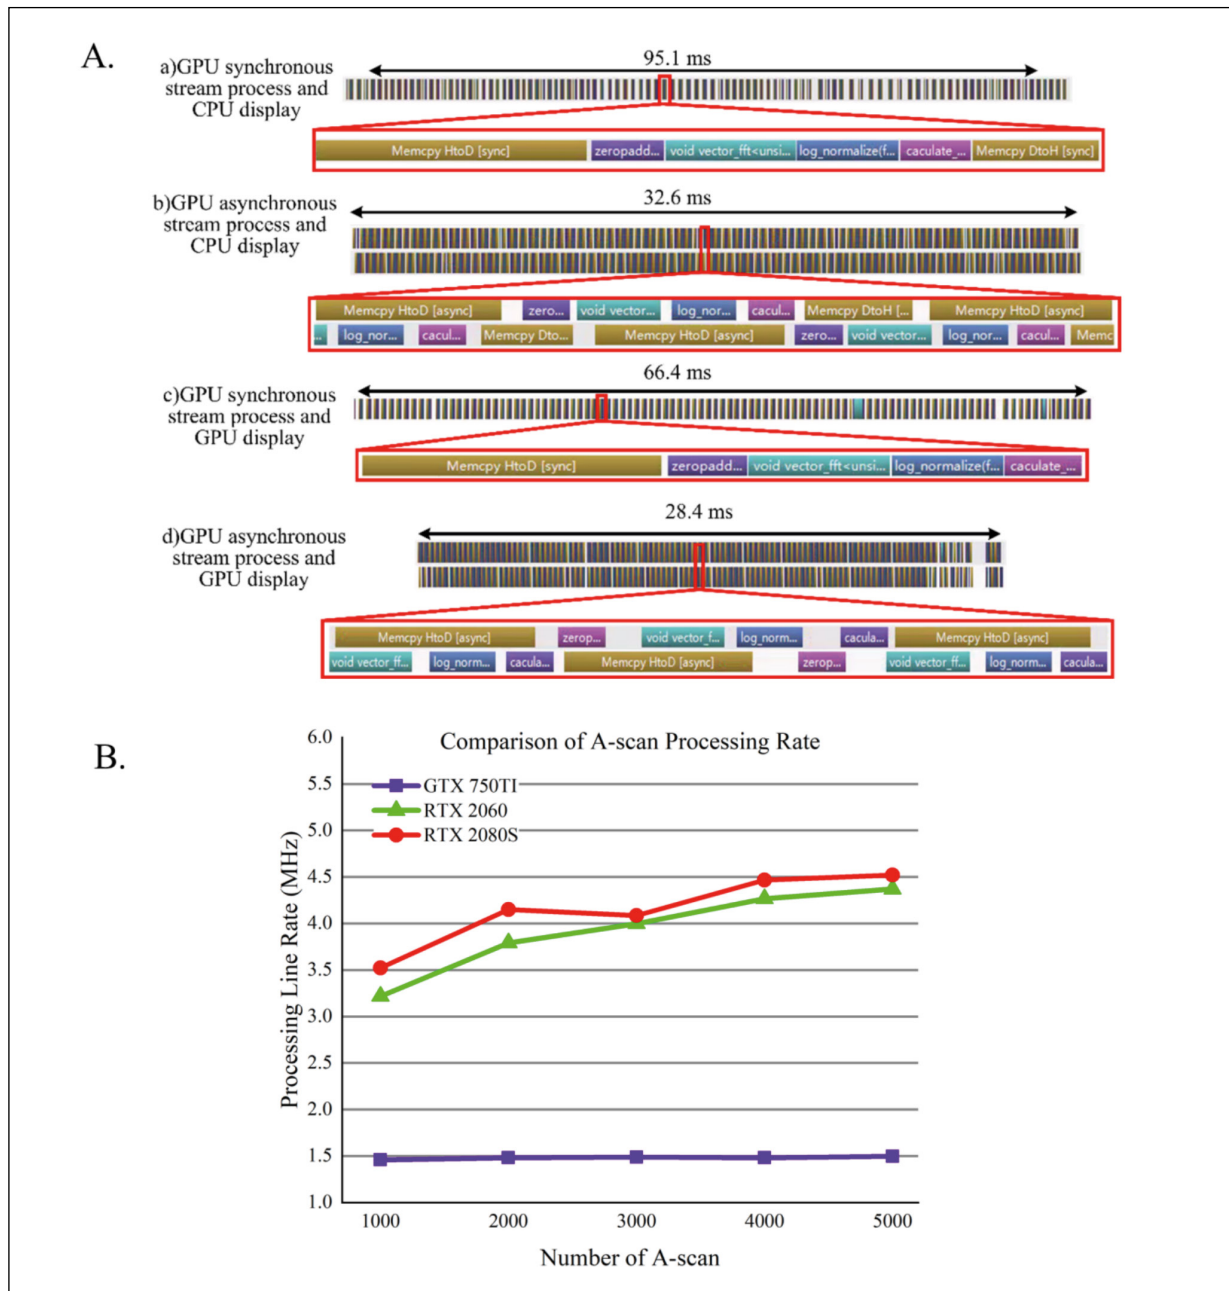 A.
a)GPU synchronous
stream process and
CPU display
95.1 ms
Memcpy HtoD [sync]
zeropadd...
void vector_fft<unsi...
log_normalize(f...
caculate_...
Memcpy DtoH [sync]
b)GPU asynchronous
stream process and
CPU display
32.6 ms
Memcpy HtoD [async]
zero...
void vector...
log_nor...
cacul...
Memcpy DtoH [...
Memcpy HtoD [async]
...
log_nor...
cacul...
Memcpy Dto...
Memcpy HtoD [async]
zero...
void vector...
log_nor...
cacul...
Memc
c)GPU synchronous
stream process and
GPU display
66.4 ms
Memcpy HtoD [sync]
zeropadd...
void vector_fft<unsi...
log_normalize(f...
caculate_...
d)GPU asynchronous
stream process and
GPU display
28.4 ms
Memcpy HtoD [async]
zerop...
void vector_f...
log_norm...
cacula...
Memcpy HtoD [async]
void vector_ff...
log_norm...
cacula...
Memcpy HtoD [async]
zerop...
void vector_ff...
log_norm...
cacula...
B.
Comparison of A-scan Processing Rate
GTX 750TI
RTX 2060
RTX 2080S
Processing Line Rate (MHz)
6.0
5.5
5.0
4.5
4.0
3.5
3.0
2.5
2.0
1.5
1.0
1000 2000 3000 4000 5000
Number of A-scan